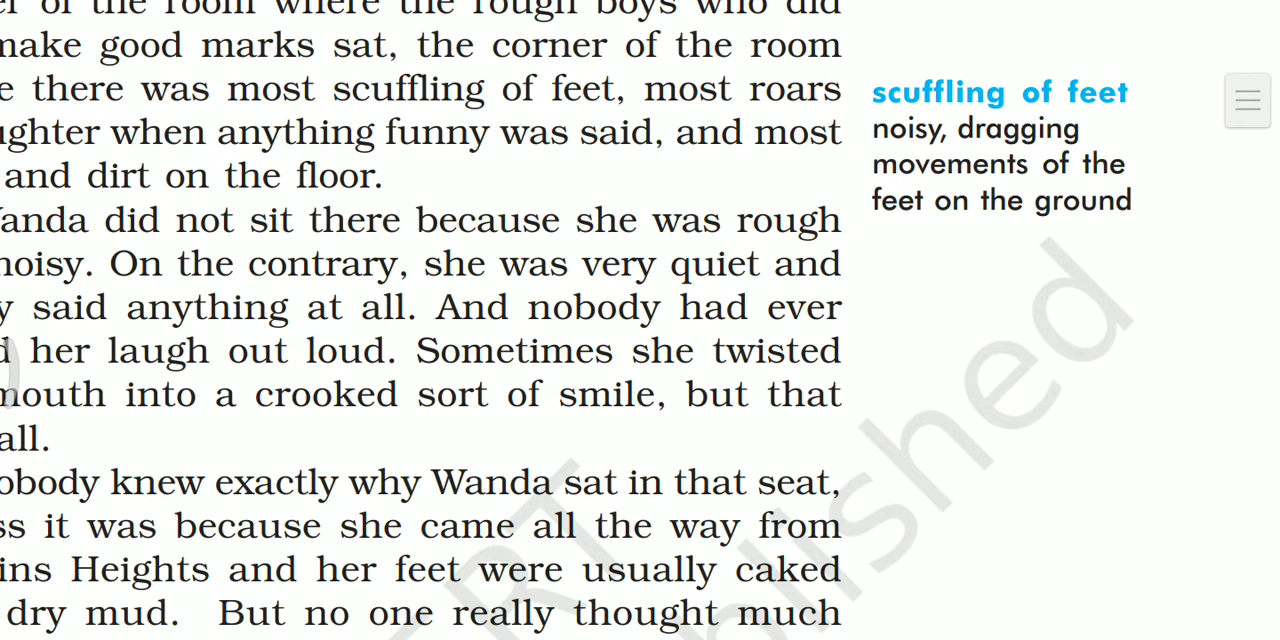 of the room where the rough boys who did
make good marks sat, the corner of the room
there was most scuffling of feet, most roars
when anything funny was said, and most
and dirt on the floor.
did not sit there because she was rough
noisy. On the contrary, she was very quiet and
said anything at all. And nobody had ever
her laugh out loud. Sometimes she twisted
mouth into a crooked sort of smile, but that
all.
knew exactly why Wanda sat in that seat,
it was because she came all the way from
Heights and her feet were usually caked
dry mud. But no one really thought much
scuffling of feet
noisy, dragging
movements of the
feet on the ground